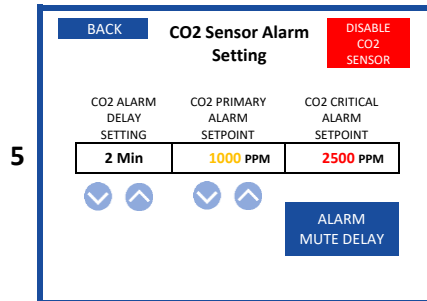 BACK
CO2 Sensor Alarm
Setting
DISABLE
CO2
SENSOR
CO2 ALARM
DELAY
SETTING
CO2 PRIMARY
ALARM
SETPOINT
CO2 CRITICAL
ALARM
SETPOINT
5
2 Min
1000 PPM
2500 PPM
ALARM
MUTE DELAY